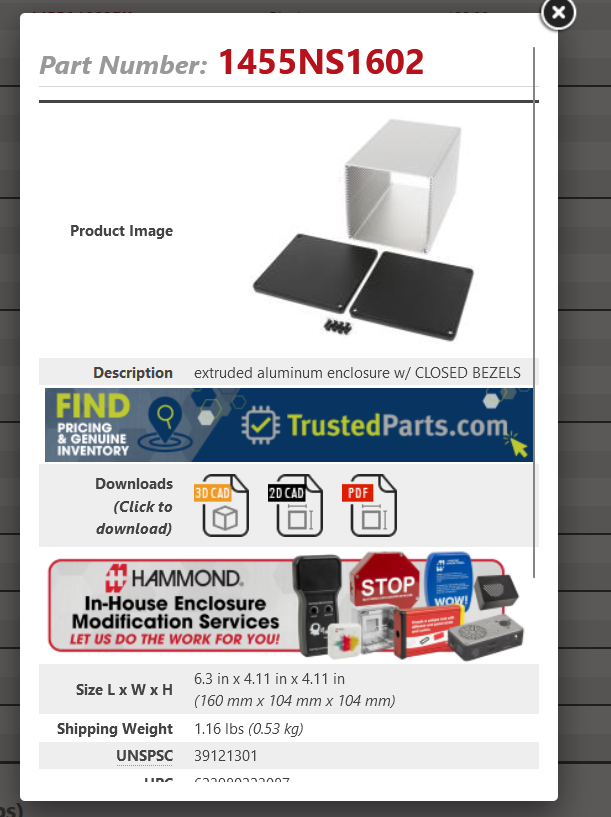 Part Number: 1455NS1602
Product Image
Description extruded aluminum enclosure w/ CLOSED BEZELS
FIND
PRICING
& GENUINE
INVENTORY
TrustedParts.com
Downloads
(Click to
download)
3D CAD
2D CAD
PDF
HAMMOND®
In-House Enclosure
Modification Services
LET US DO THE WORK FOR YOU!
STOP
WOW!
Size L x W x H
6.3 in x 4.11 in x 4.11 in
(160 mm x 104 mm x 104 mm)
Shipping Weight 1.16 lbs (0.53 kg)
UNSPSC 39121301